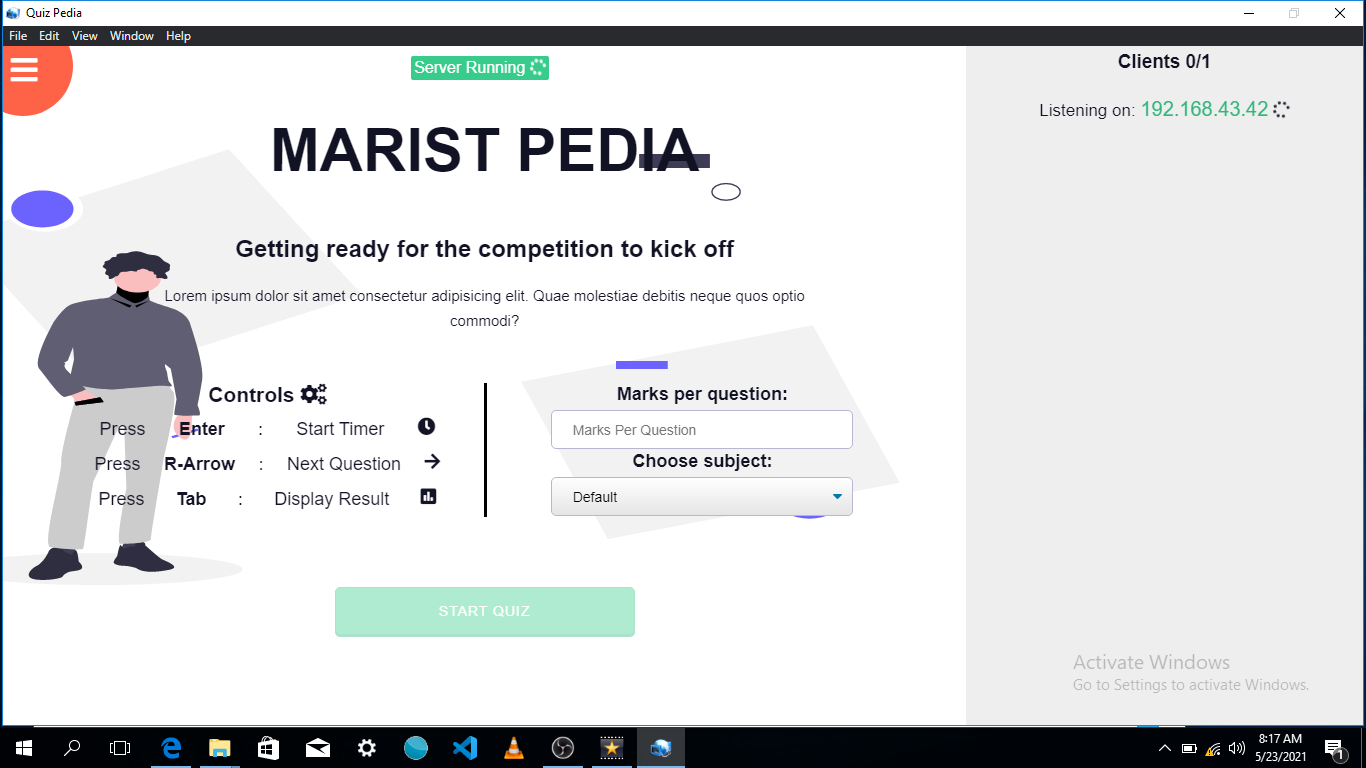 Quiz Pedia
File Edit View Window Help
Server Running
MARIST PEDIA
Getting ready for the competition to kick off
Lorem ipsum dolor sit amet consectetur adipisicing elit. Quae molestiae debitis neque quos optio
commodi?
Controls
Press Enter : Start Timer
Press R-Arrow : Next Question
Press Tab : Display Result
Marks per question:
Marks Per Question
Choose subject:
Default
START QUIZ
Clients 0/1
Listening on: 192.168.43.42
Activate Windows
Go to Settings to activate Windows.
8:17 AM
5/23/2021
1